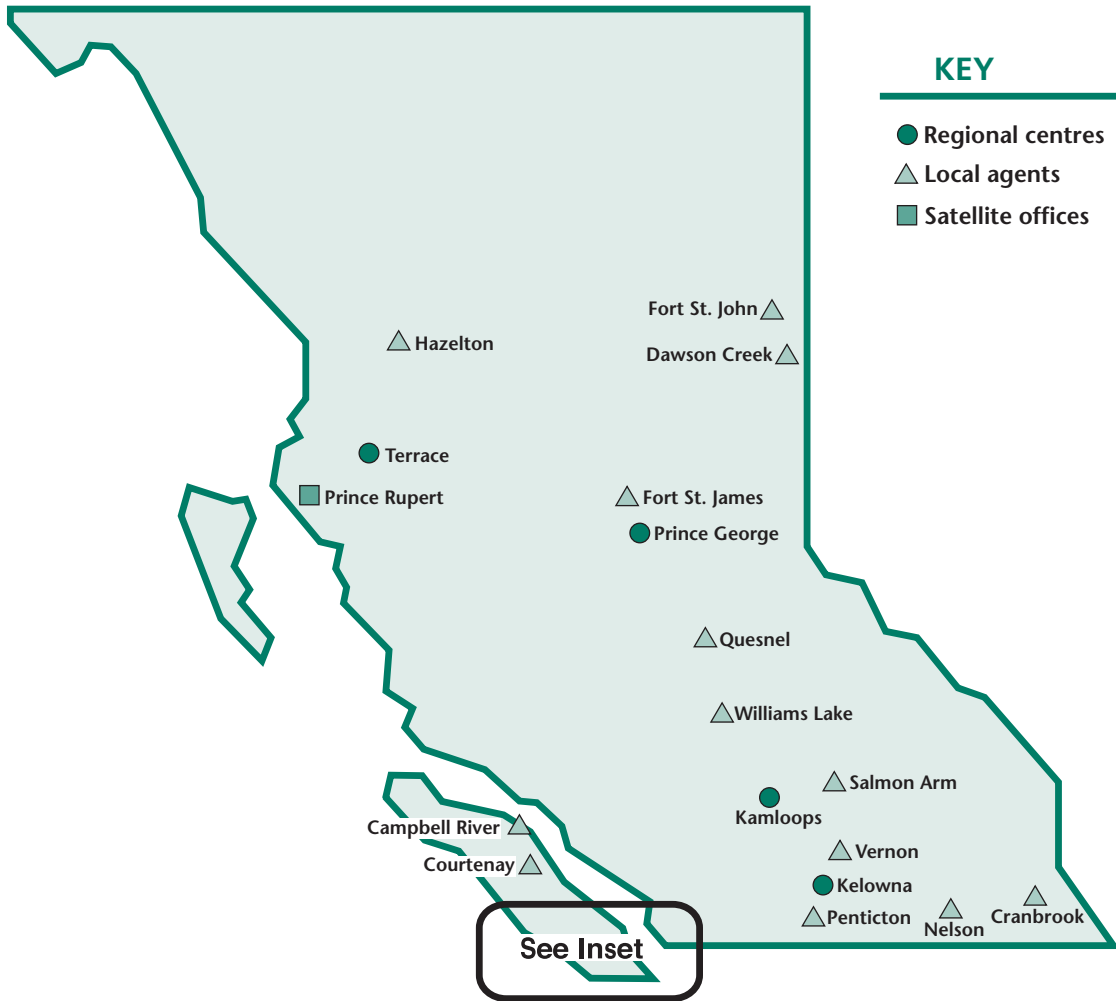 KEY
Regional centres
Local agents
Satellite offices
Fort St. John
Hazelton
Dawson Creek
Terrace
Prince Rupert
Fort St. James
Prince George
Quesnel
Williams Lake
Salmon Arm
Kamloops
Campbell River
Vernon
Courtenay
Kelowna
Penticton
Nelson
Cranbrook
See Inset